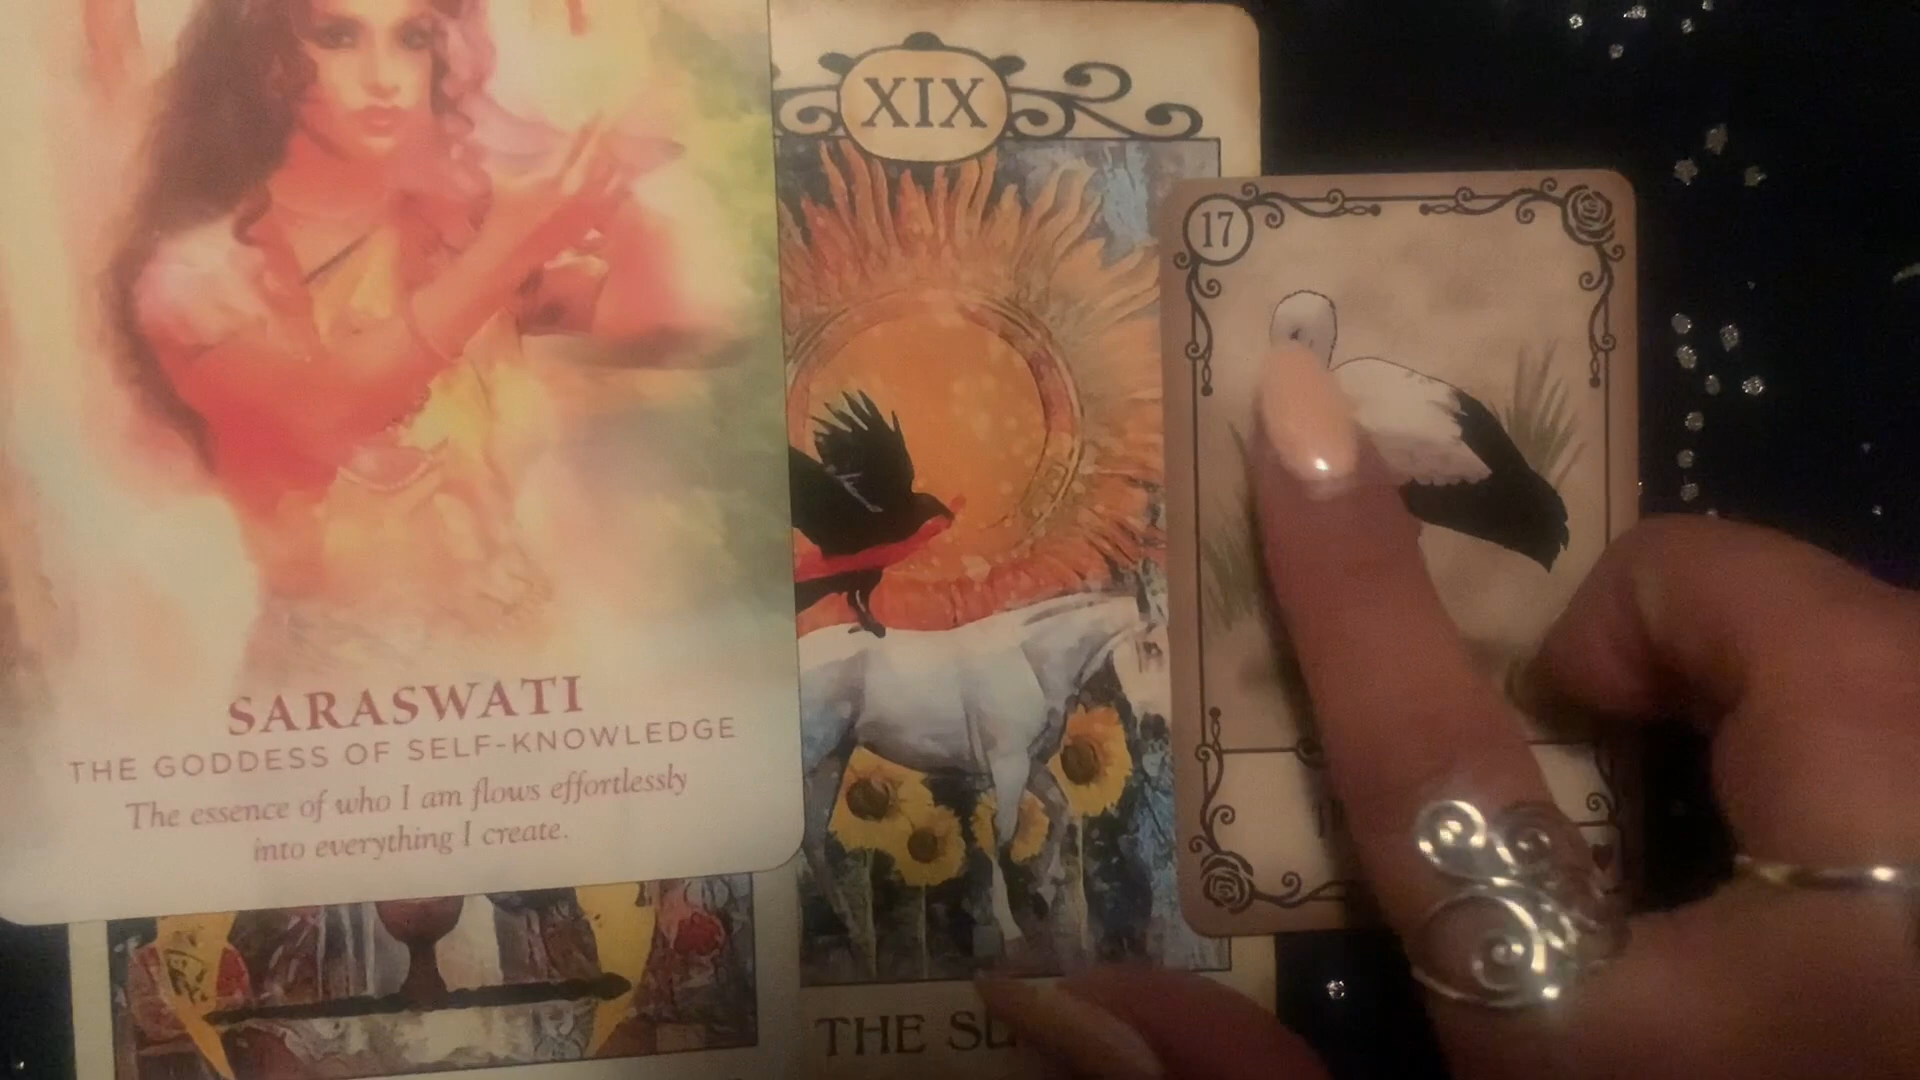 SARASWATI
THE GODDESS OF SELF-KNOWLEDGE
The essence of who I am flows effortlessly
into everything I create.
XIX
THE
17